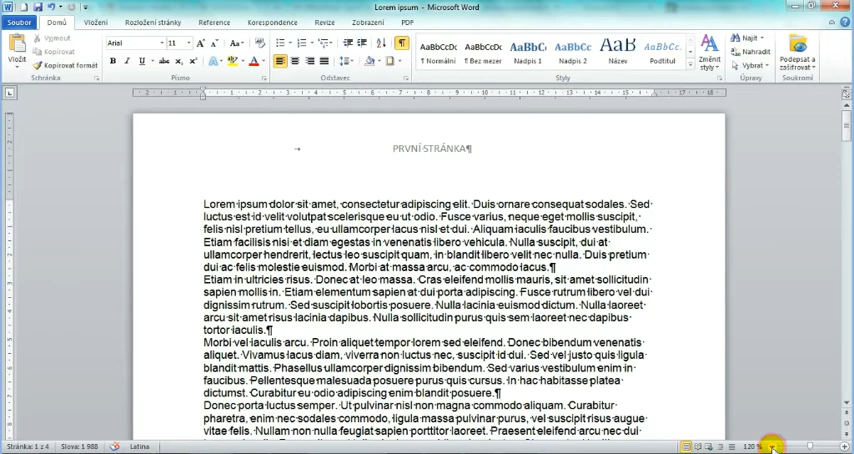 Lorem ipsum - Microsoft Word
Soubor Domů Vložení Rozložení stránky Reference Korespondence Revize Zobrazení PDF
Vložit
Vyjmout
Kopírovat
Kopírovat formát
Schránka
Arial 11
Písmo
Odstavec
AaBbCcDc AaBbCcDc AaBbCc AaBbCc AaB AaBbCc.
¶ Normální ¶ Bez mezer Nadpis 1 Nadpis 2 Název Podtitul
Změnit styly
Styly
Najít
Nahradit
Vybrat
Úpravy
Podepsat a zašifrovat
Soukromí
PRVNÍ·STRÁNKA¶
Lorem·ipsum·dolor·sit·amet,·consectetur·adipiscing·elit.·Duis·ornare·consequat·sodales.·Sed·
luctus·est·id·velit·volutpat·scelerisque·eu·ut·odio.·Fusce·varius,·neque·eget·mollis·suscipit,·
felis·nisl·pretium·tellus,·eu·ullamcorper·lacus·nisl·et·dui.·Aliquam·iaculis·faucibus·vestibulum.·
Etiam·facilisis·nisi·et·diam·egestas·in·venenatis·libero·vehicula.·Nulla·suscipit,·dui·at·
ullamcorper·hendrerit,·lectus·leo·suscipit·quam,·in·blandit·libero·velit·nec·nulla.·Duis·pretium·
dui·ac·felis·molestie·euismod.·Morbi·at·massa·arcu,·ac·commodo·lacus.¶
Etiam·in·ultricies·risus.·Donec·at·leo·massa.·Cras·eleifend·mollis·mauris,·sit·amet·sollicitudin·
sapien·mollis·in.·Etiam·elementum·sapien·at·dui·porta·adipiscing.·Fusce·rutrum·libero·vel·dui·
dignissim·rutrum.·Sed·suscipit·lobortis·posuere.·Nulla·lacinia·euismod·dictum.·Nulla·laoreet·
arcu·sit·amet·risus·lacinia·dapibus.·Nulla·sollicitudin·purus·quis·sem·laoreet·nec·dapibus·
tortor·iaculis.¶
Morbi·vel·iaculis·arcu.·Proin·aliquet·tempor·lorem·sed·eleifend.·Donec·bibendum·venenatis·
aliquet.·Vivamus·lacus·diam,·viverra·non·luctus·nec,·suscipit·id·dui.·Sed·vel·justo·quis·ligula·
blandit·mattis.·Phasellus·ullamcorper·dignissim·bibendum.·Sed·varius·vestibulum·enim·in·
faucibus.·Pellentesque·malesuada·posuere·purus·quis·cursus.·In·hac·habitasse·platea·
dictumst.·Curabitur·eu·odio·adipiscing·enim·blandit·posuere.¶
Donec·porta·luctus·semper.·Ut·pulvinar·nisl·non·magna·commodo·aliquam.·Curabitur·
pharetra,·enim·nec·sodales·commodo,·ligula·massa·pulvinar·purus,·vel·suscipit·risus·augue·
vitae·felis.·Nullam·non·nulla·feugiat·sapien·porttitor·laoreet.·Praesent·eleifend·arcu·nec·dui·
Stránka: 1 z 4 Slova: 1 988 Latina 120 %